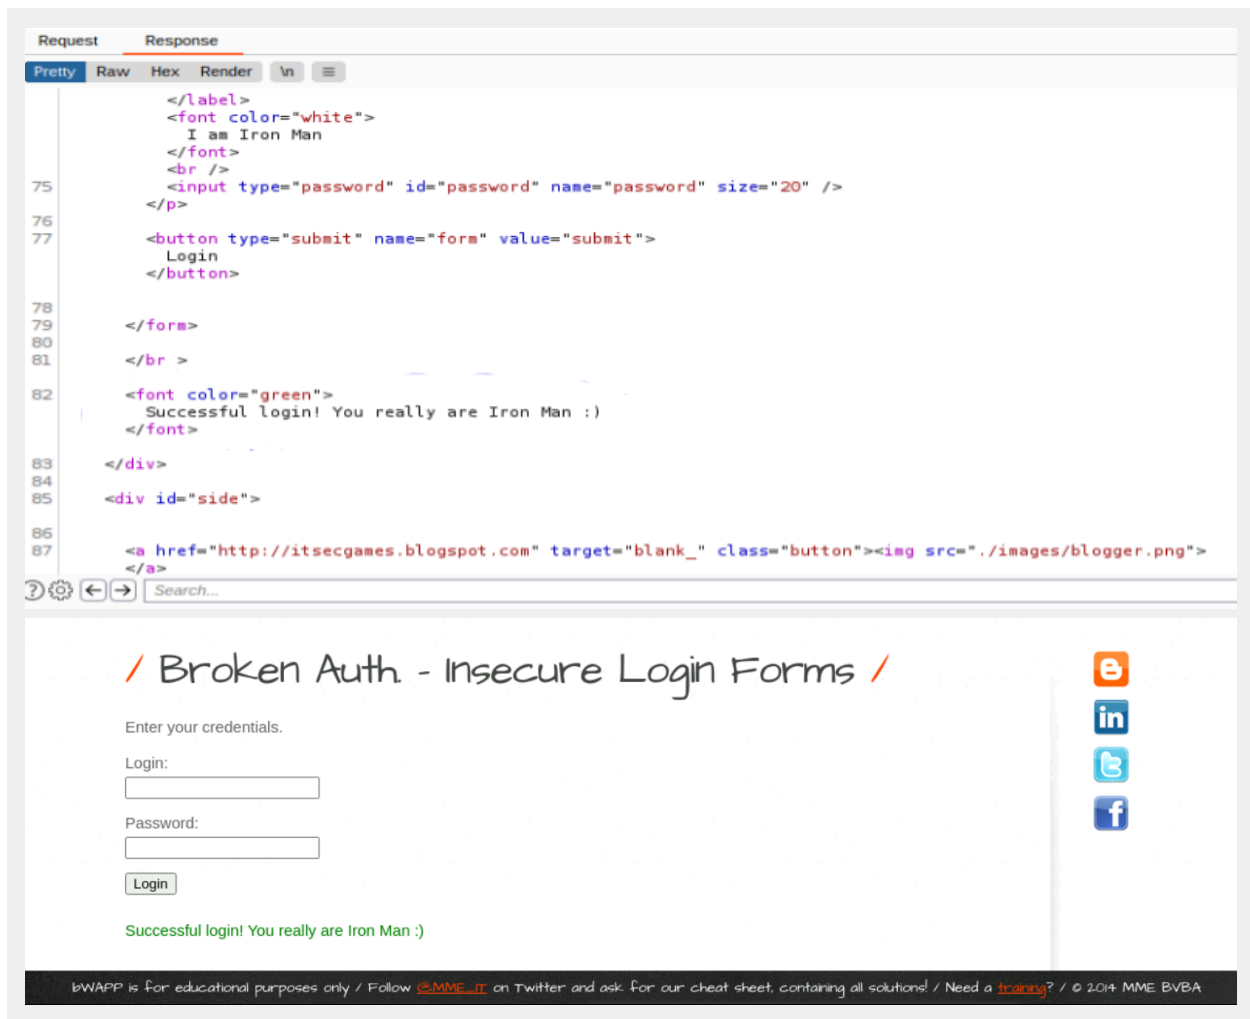 Request Response
Pretty Raw Hex Render \n ≡
</label>
<font color="white">
I am Iron Man
</font>
<br />
75 <input type="password" id="password" name="password" size="20" />
</p>
76
77 <button type="submit" name="form" value="submit">
Login
</button>
78
79 </form>
80
81 </br >
82 <font color="green">
Successful login! You really are Iron Man :)
</font>
83 </div>
84
85 <div id="side">
86
87 <a href="http://itsecgames.blogspot.com" target="blank_" class="button"><img src="./images/blogger.png">
</a>
Search...
/ Broken Auth. - Insecure Login Forms /
Enter your credentials.
Login:
Password:
Login
Successful login! You really are Iron Man :)
bWAPP is for educational purposes only / Follow @MME_IT on Twitter and ask for our cheat sheet, containing all solutions! / Need a training? / © 2014 MME BVBA